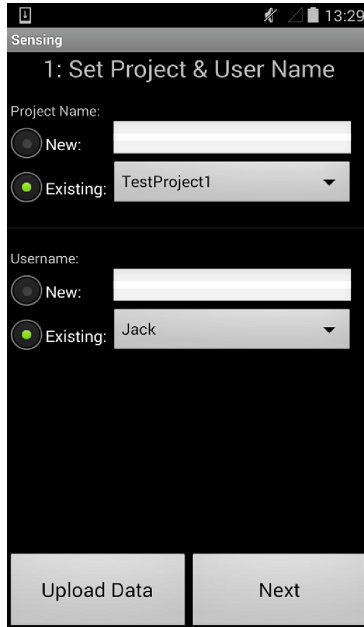 13:29
Sensing
1: Set Project & User Name
Project Name:
New:
Existing: TestProject1
Username:
New:
Existing: Jack
Upload Data Next